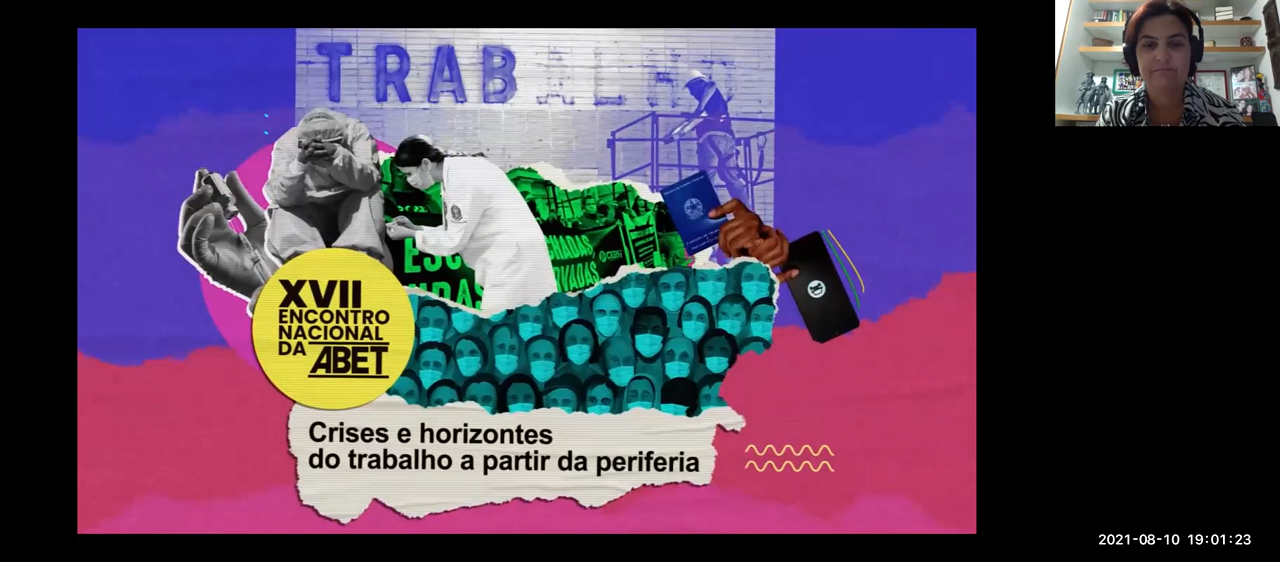 TRAB
XVII
ENCONTRO
NACIONAL
DA ABET
Crises e horizontes
do trabalho a partir da periferia
2021-08-10 19:01:23